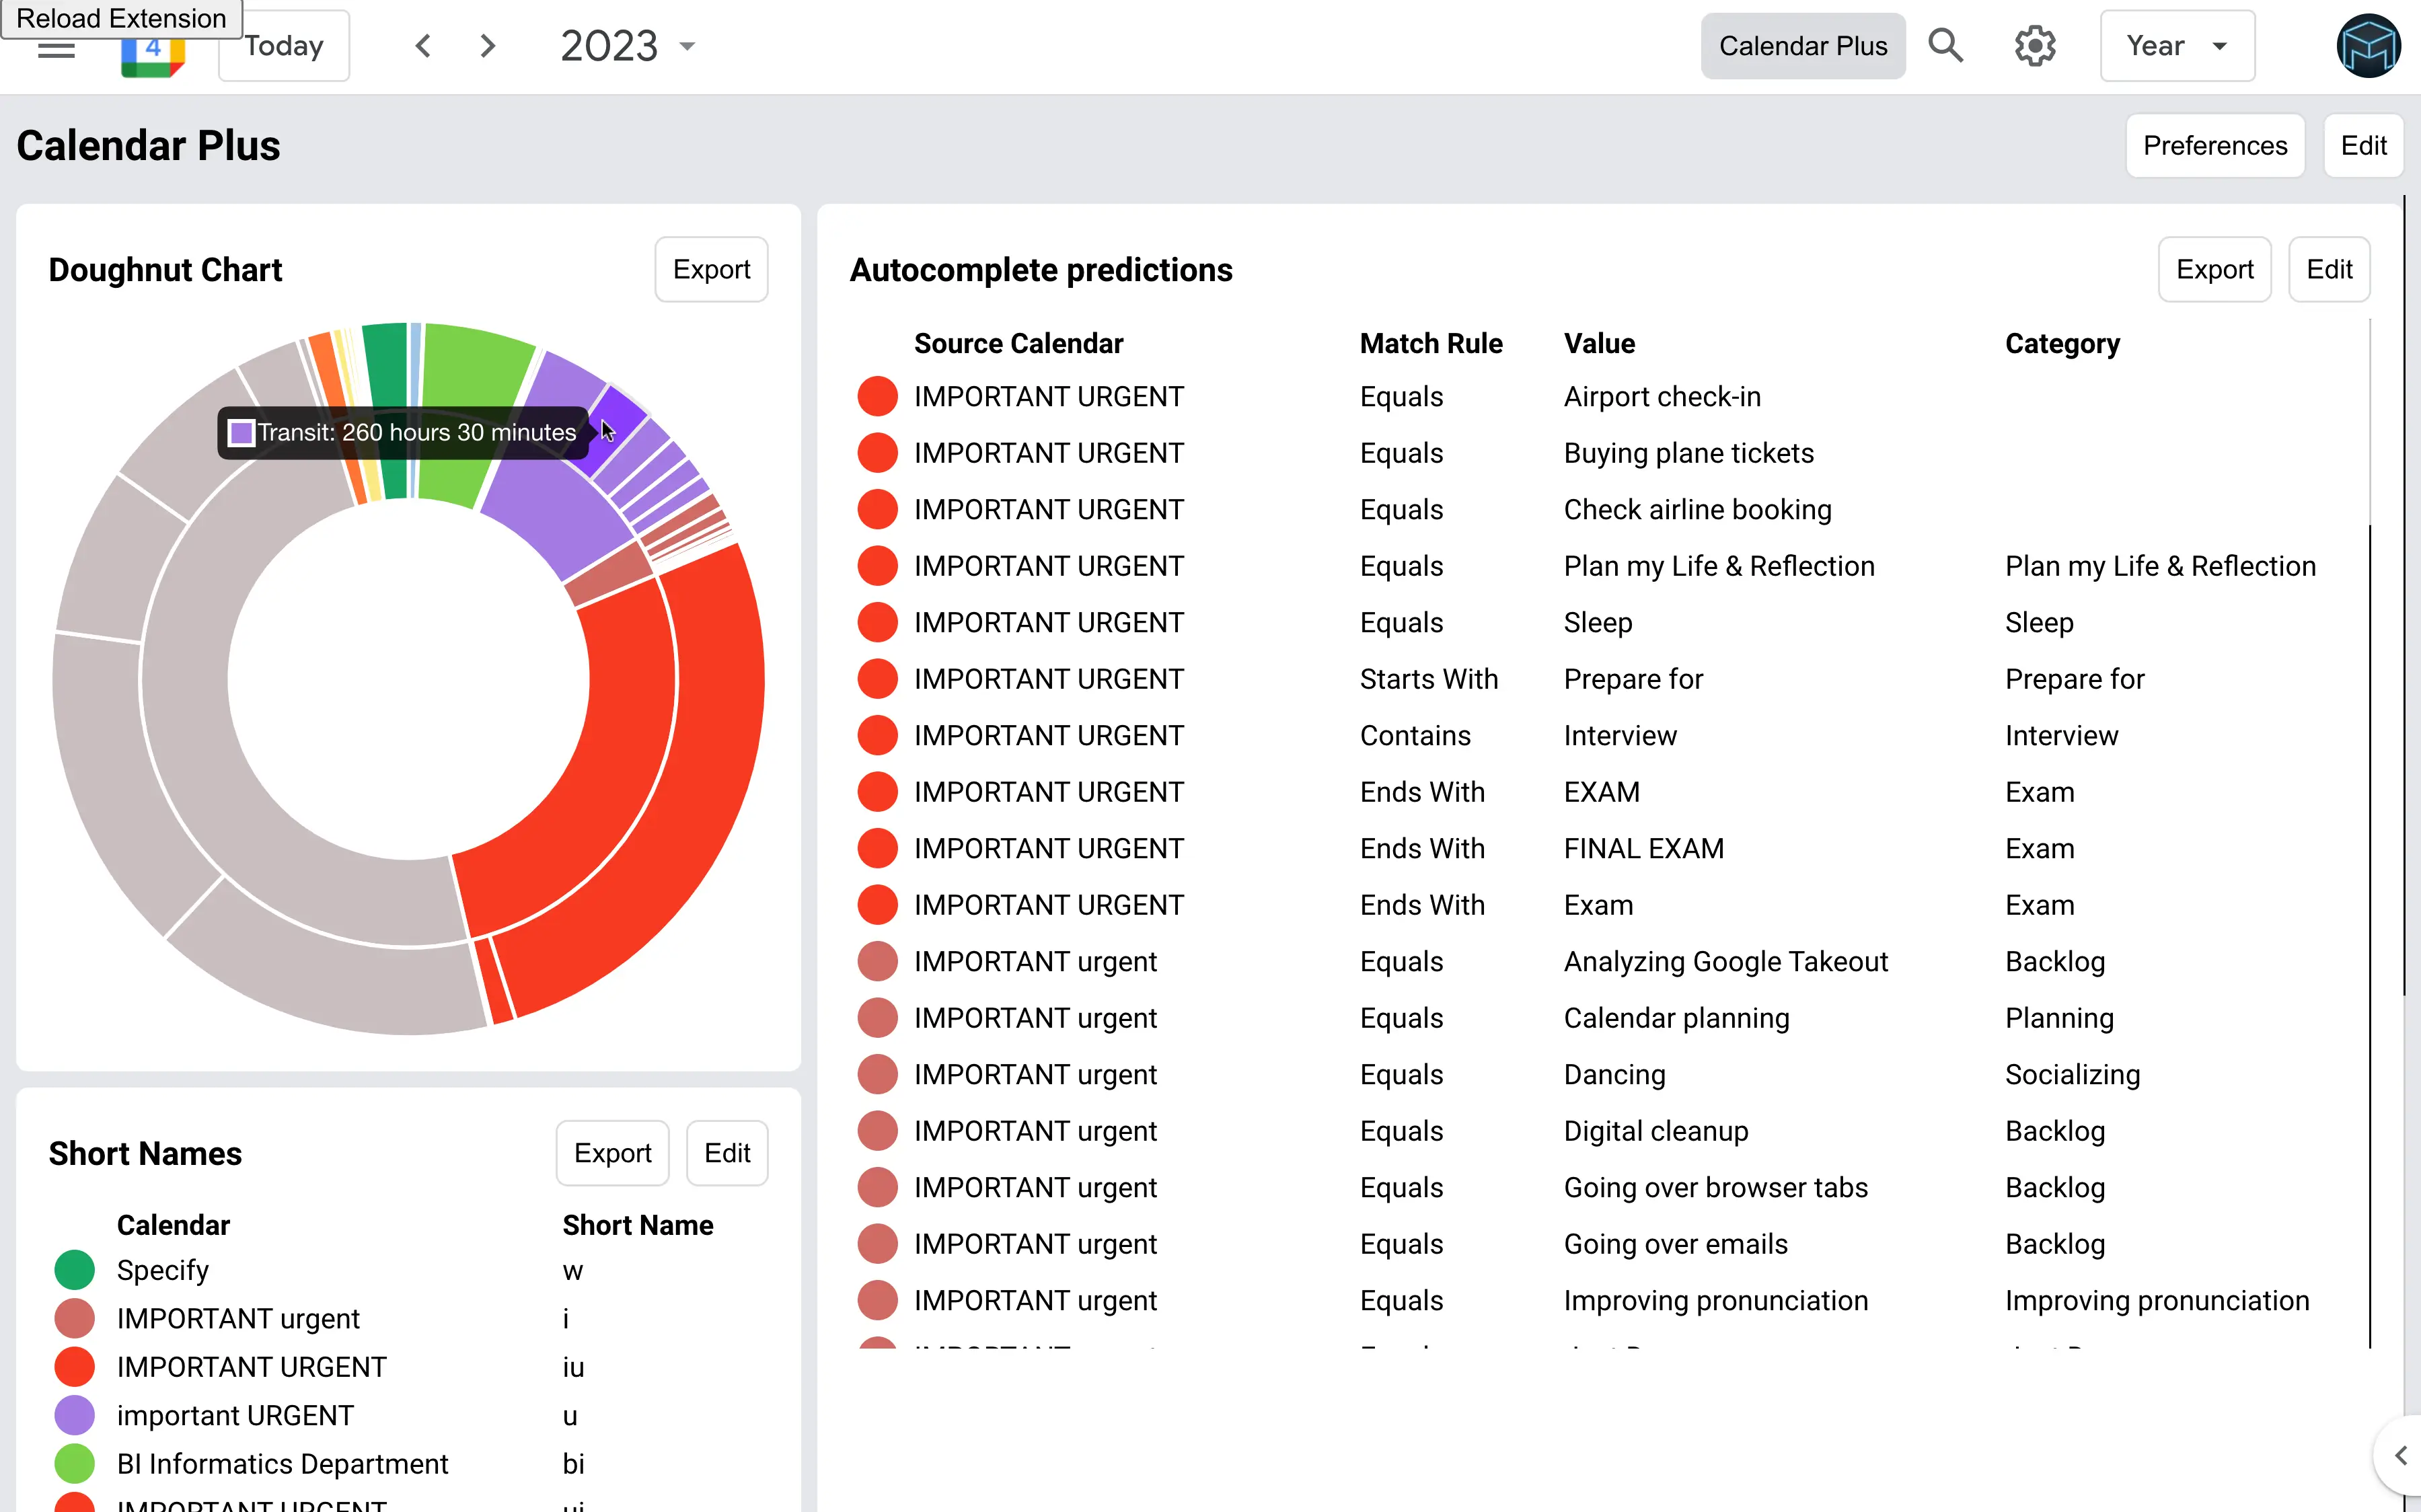 Reload Extension
4
Today
2023
Calendar Plus
Year
Calendar Plus
Preferences
Edit
Doughnut Chart
Export
Transit: 260 hours 30 minutes
Autocomplete predictions
Export
Edit
Source Calendar Match Rule Value Category
IMPORTANT URGENT Equals Airport check-in
IMPORTANT URGENT Equals Buying plane tickets
IMPORTANT URGENT Equals Check airline booking
IMPORTANT URGENT Equals Plan my Life & Reflection Plan my Life & Reflection
IMPORTANT URGENT Equals Sleep Sleep
IMPORTANT URGENT Starts With Prepare for Prepare for
IMPORTANT URGENT Contains Interview Interview
IMPORTANT URGENT Ends With EXAM Exam
IMPORTANT URGENT Ends With FINAL EXAM Exam
IMPORTANT URGENT Ends With Exam Exam
IMPORTANT urgent Equals Analyzing Google Takeout Backlog
IMPORTANT urgent Equals Calendar planning Planning
IMPORTANT urgent Equals Dancing Socializing
IMPORTANT urgent Equals Digital cleanup Backlog
IMPORTANT urgent Equals Going over browser tabs Backlog
IMPORTANT urgent Equals Going over emails Backlog
IMPORTANT urgent Equals Improving pronunciation Improving pronunciation
Short Names
Export
Edit
Calendar Short Name
Specify w
IMPORTANT urgent i
IMPORTANT URGENT iu
important URGENT u
BI Informatics Department bi
IMPORTANT URGENT